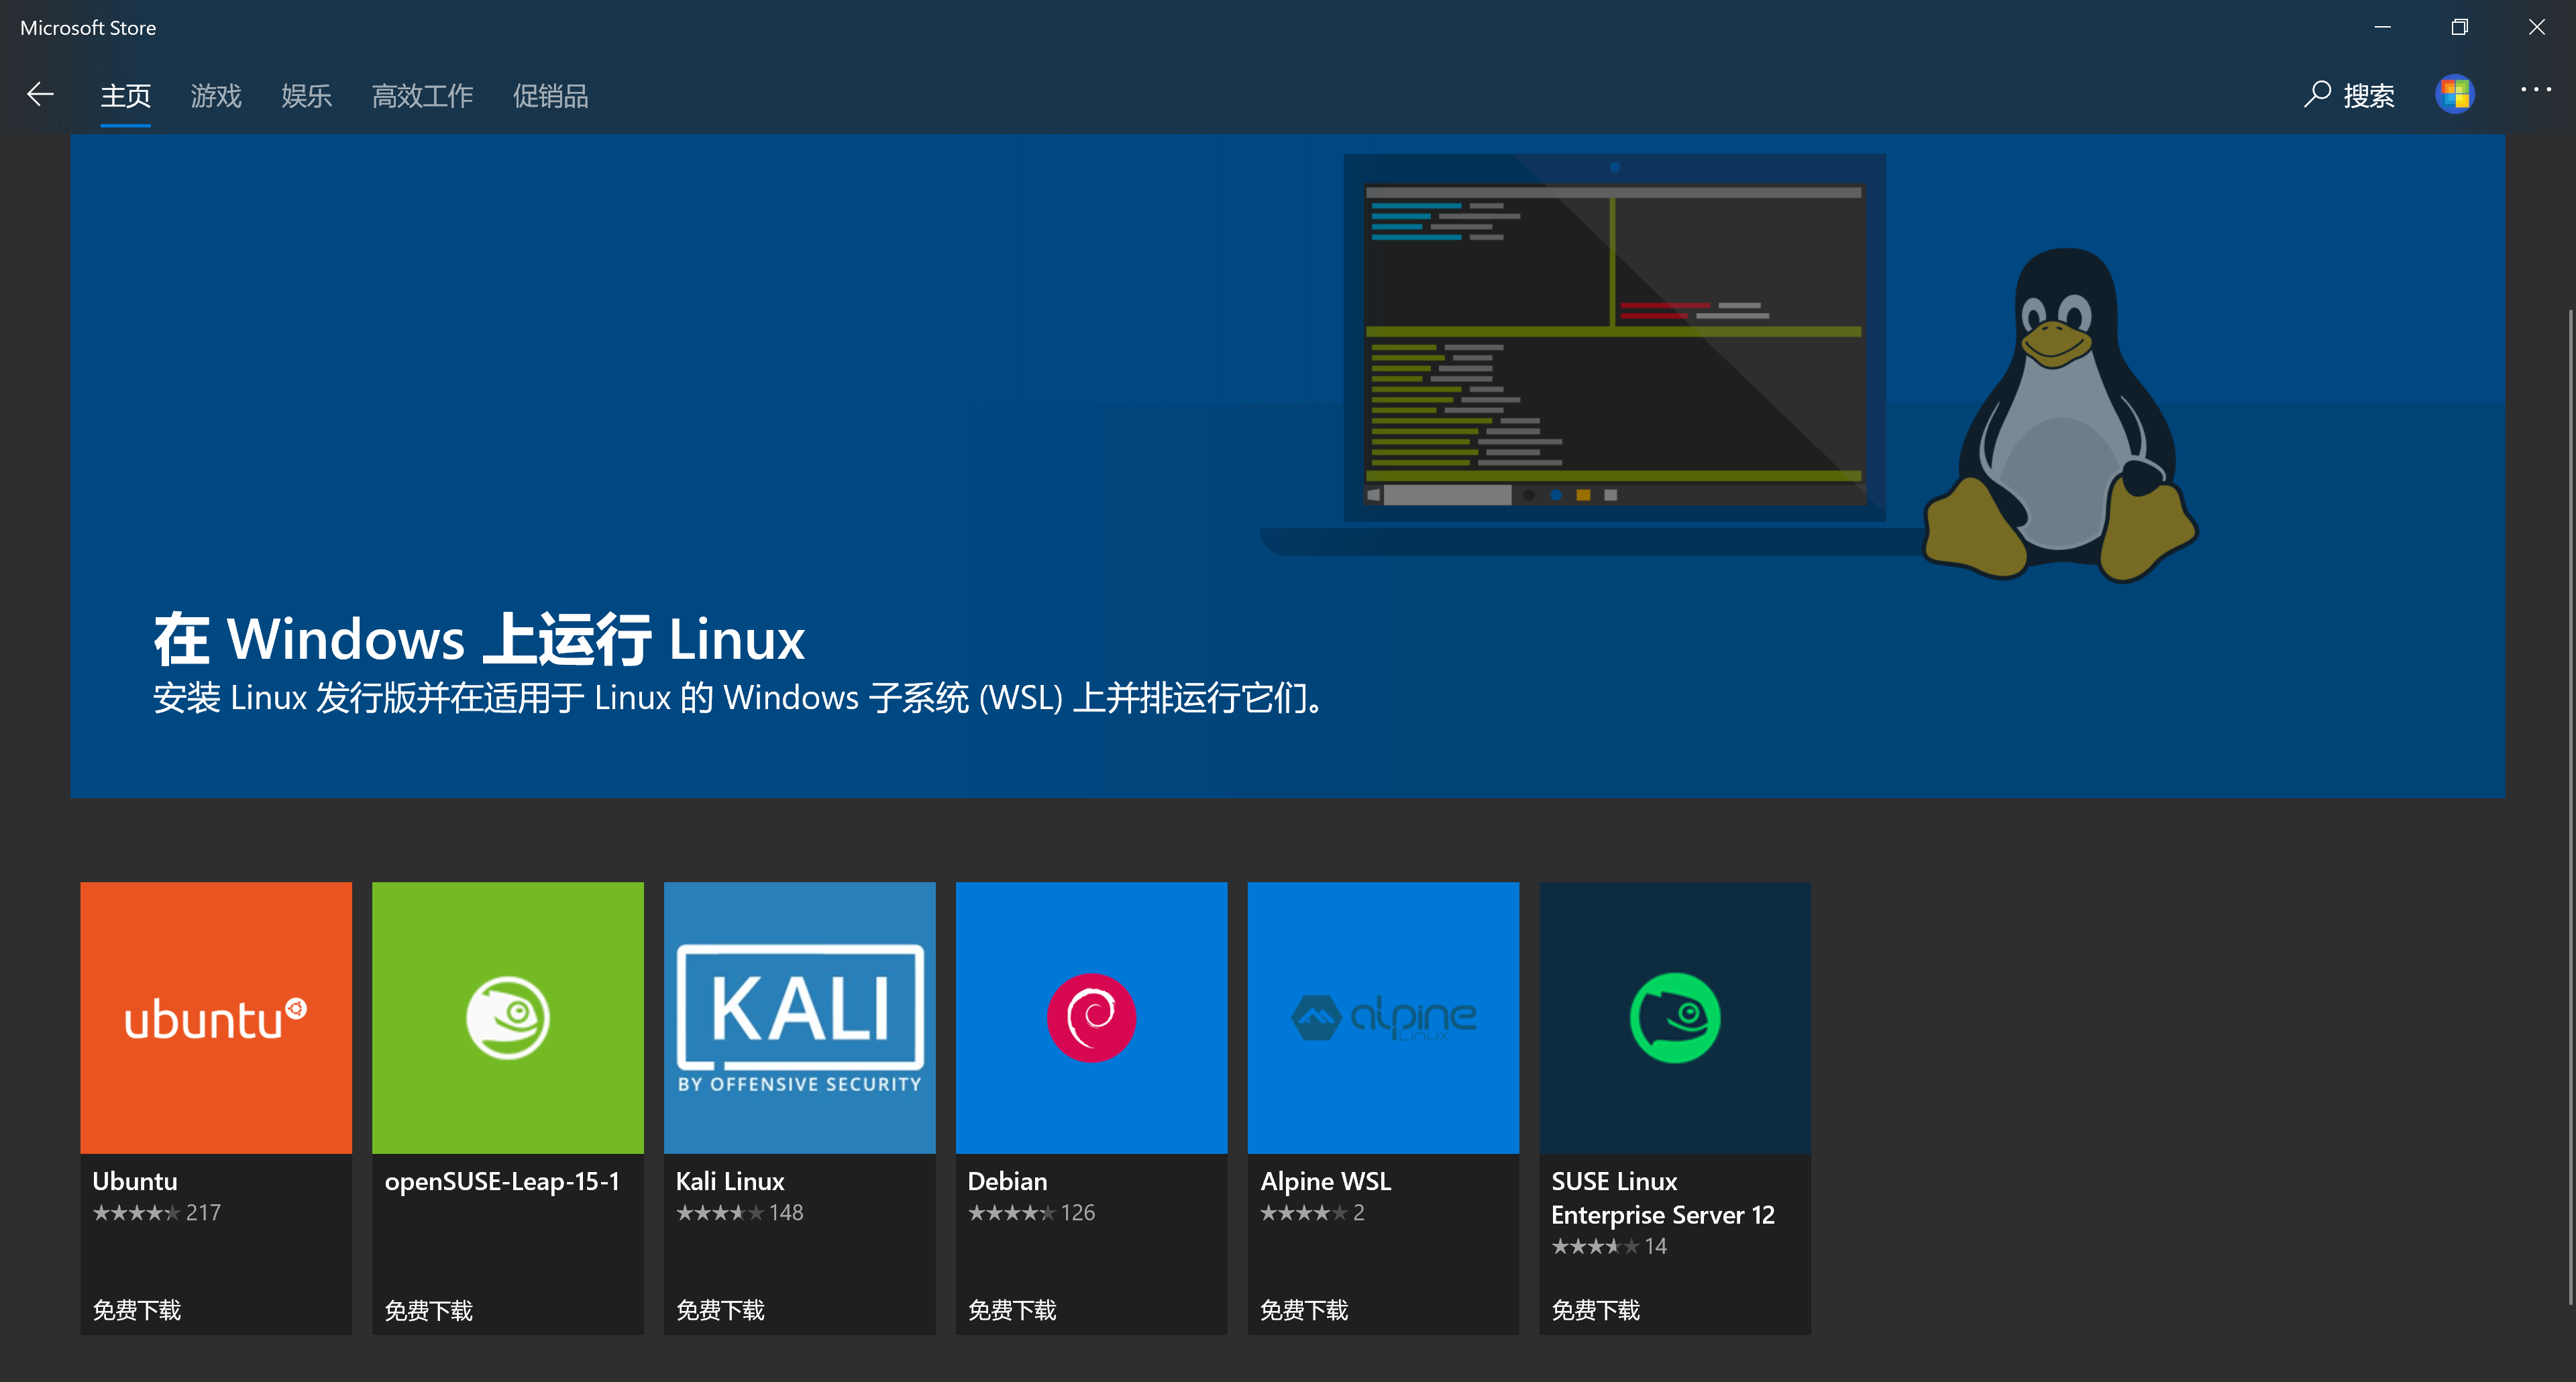 Microsoft Store
主页 游戏 娱乐 高效工作 促销品 搜索
在 Windows 上运行 Linux
安装 Linux 发行版并在适用于 Linux 的 Windows 子系统 (WSL) 上并排运行它们。
ubuntu
KALI
BY OFFENSIVE SECURITY
alpine
Linux
Ubuntu
217
免费下载
openSUSE-Leap-15-1
免费下载
Kali Linux
148
免费下载
Debian
126
免费下载
Alpine WSL
2
免费下载
SUSE Linux
Enterprise Server 12
14
免费下载